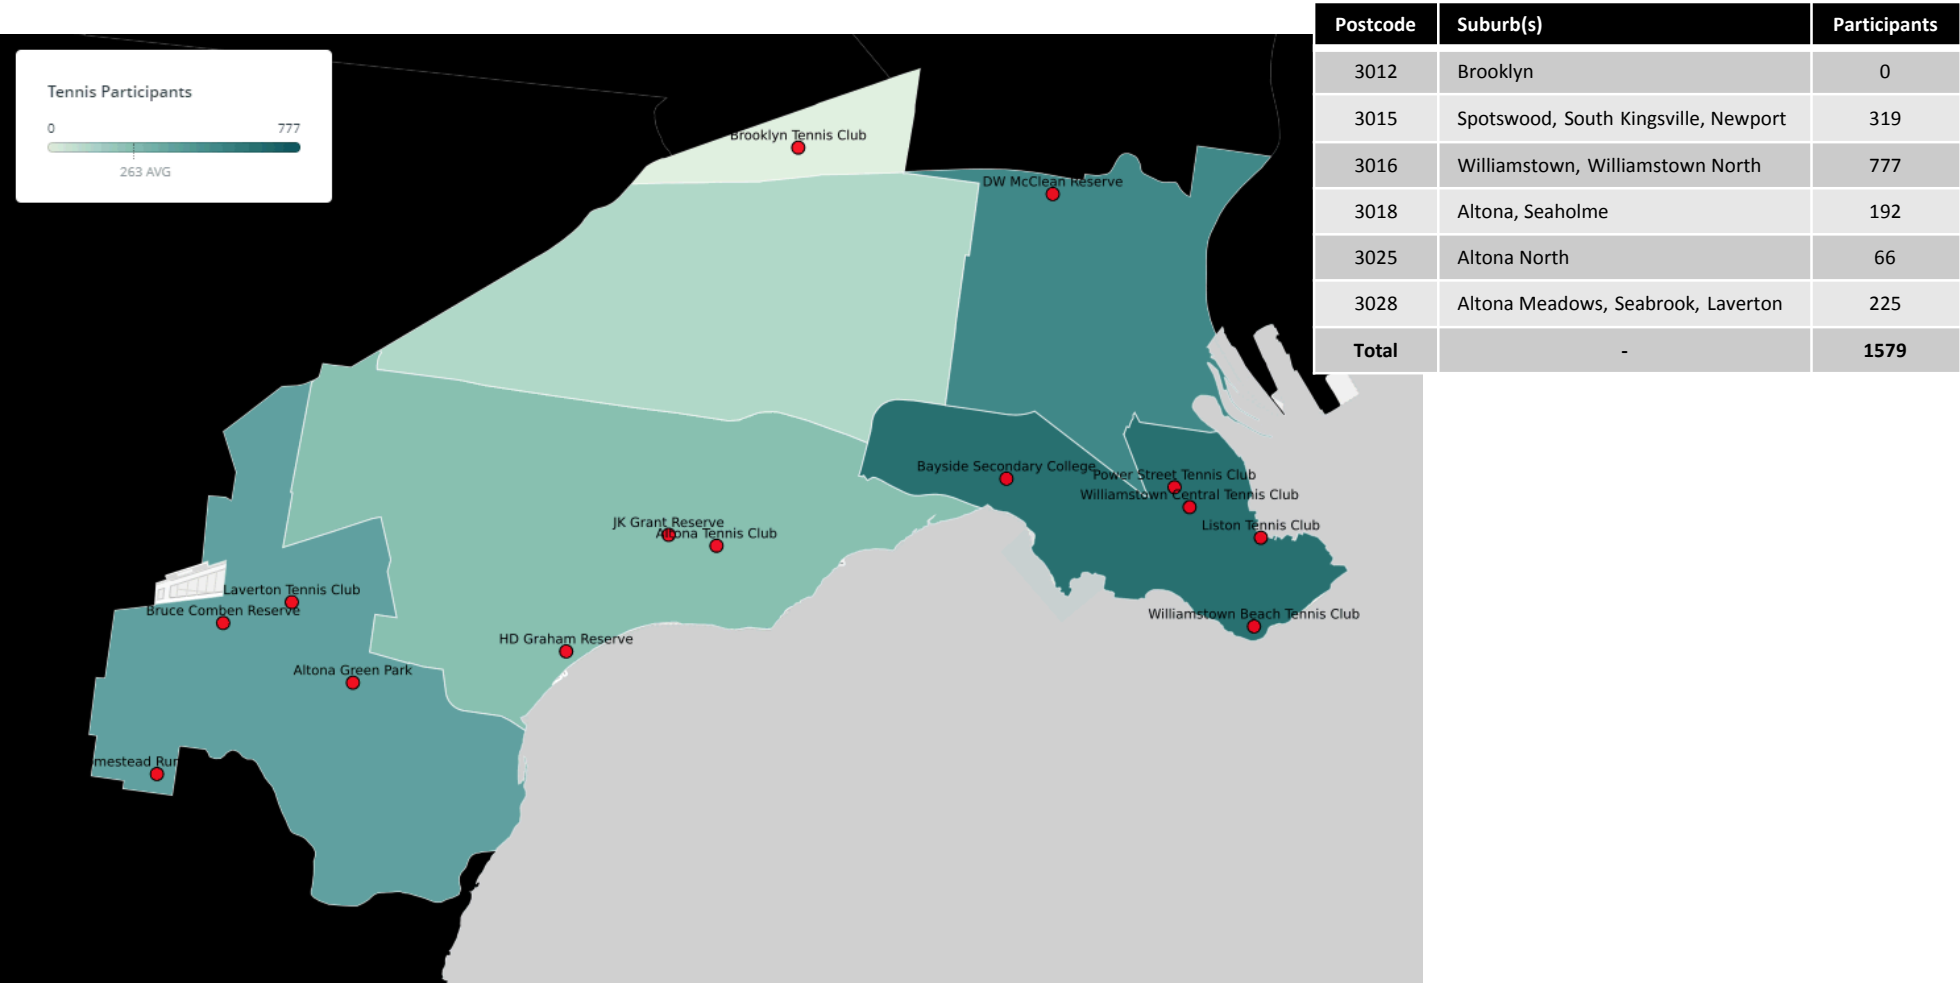 Postcode Suburb(s) Participants
3012 Brooklyn 0
3015 Spotswood, South Kingsville, Newport 319
3016 Williamstown, Williamstown North 777
3018 Altona, Seaholme 192
3025 Altona North 66
3028 Altona Meadows, Seabrook, Laverton 225
Total - 1579
Tennis Participants
0 777
263 AVG
Brooklyn Tennis Club
DW McClean Reserve
Bayside Secondary College
Power Street Tennis Club
Williamstown Central Tennis Club
JK Grant Reserve
Liston Tennis Club
Altona Tennis Club
Laverton Tennis Club
Bruce Comben Reserve
Williamstown Beach Tennis Club
HD Graham Reserve
Altona Green Park
mestead Run